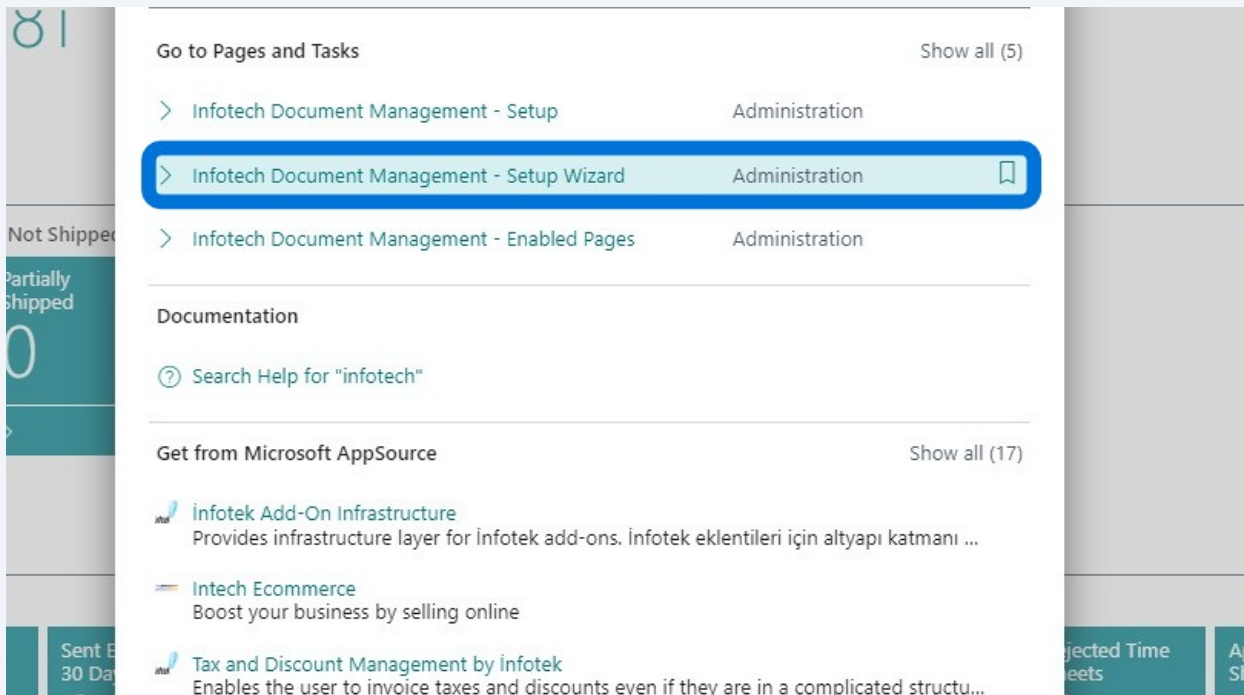 81
Go to Pages and Tasks Show all (5)
Infotech Document Management - Setup Administration
Infotech Document Management - Setup Wizard Administration
Infotech Document Management - Enabled Pages Administration
Not Shipped
Partially
Shipped
0
Documentation
Search Help for "infotech"
Get from Microsoft AppSource Show all (17)
İnfotek Add-On Infrastructure
Provides infrastructure layer for İnfotek add-ons. İnfotek eklentileri için altyapı katmanı ...
Intech Ecommerce
Boost your business by selling online
Tax and Discount Management by İnfotek
Enables the user to invoice taxes and discounts even if they are in a complicated structu...
Sent
30
Time